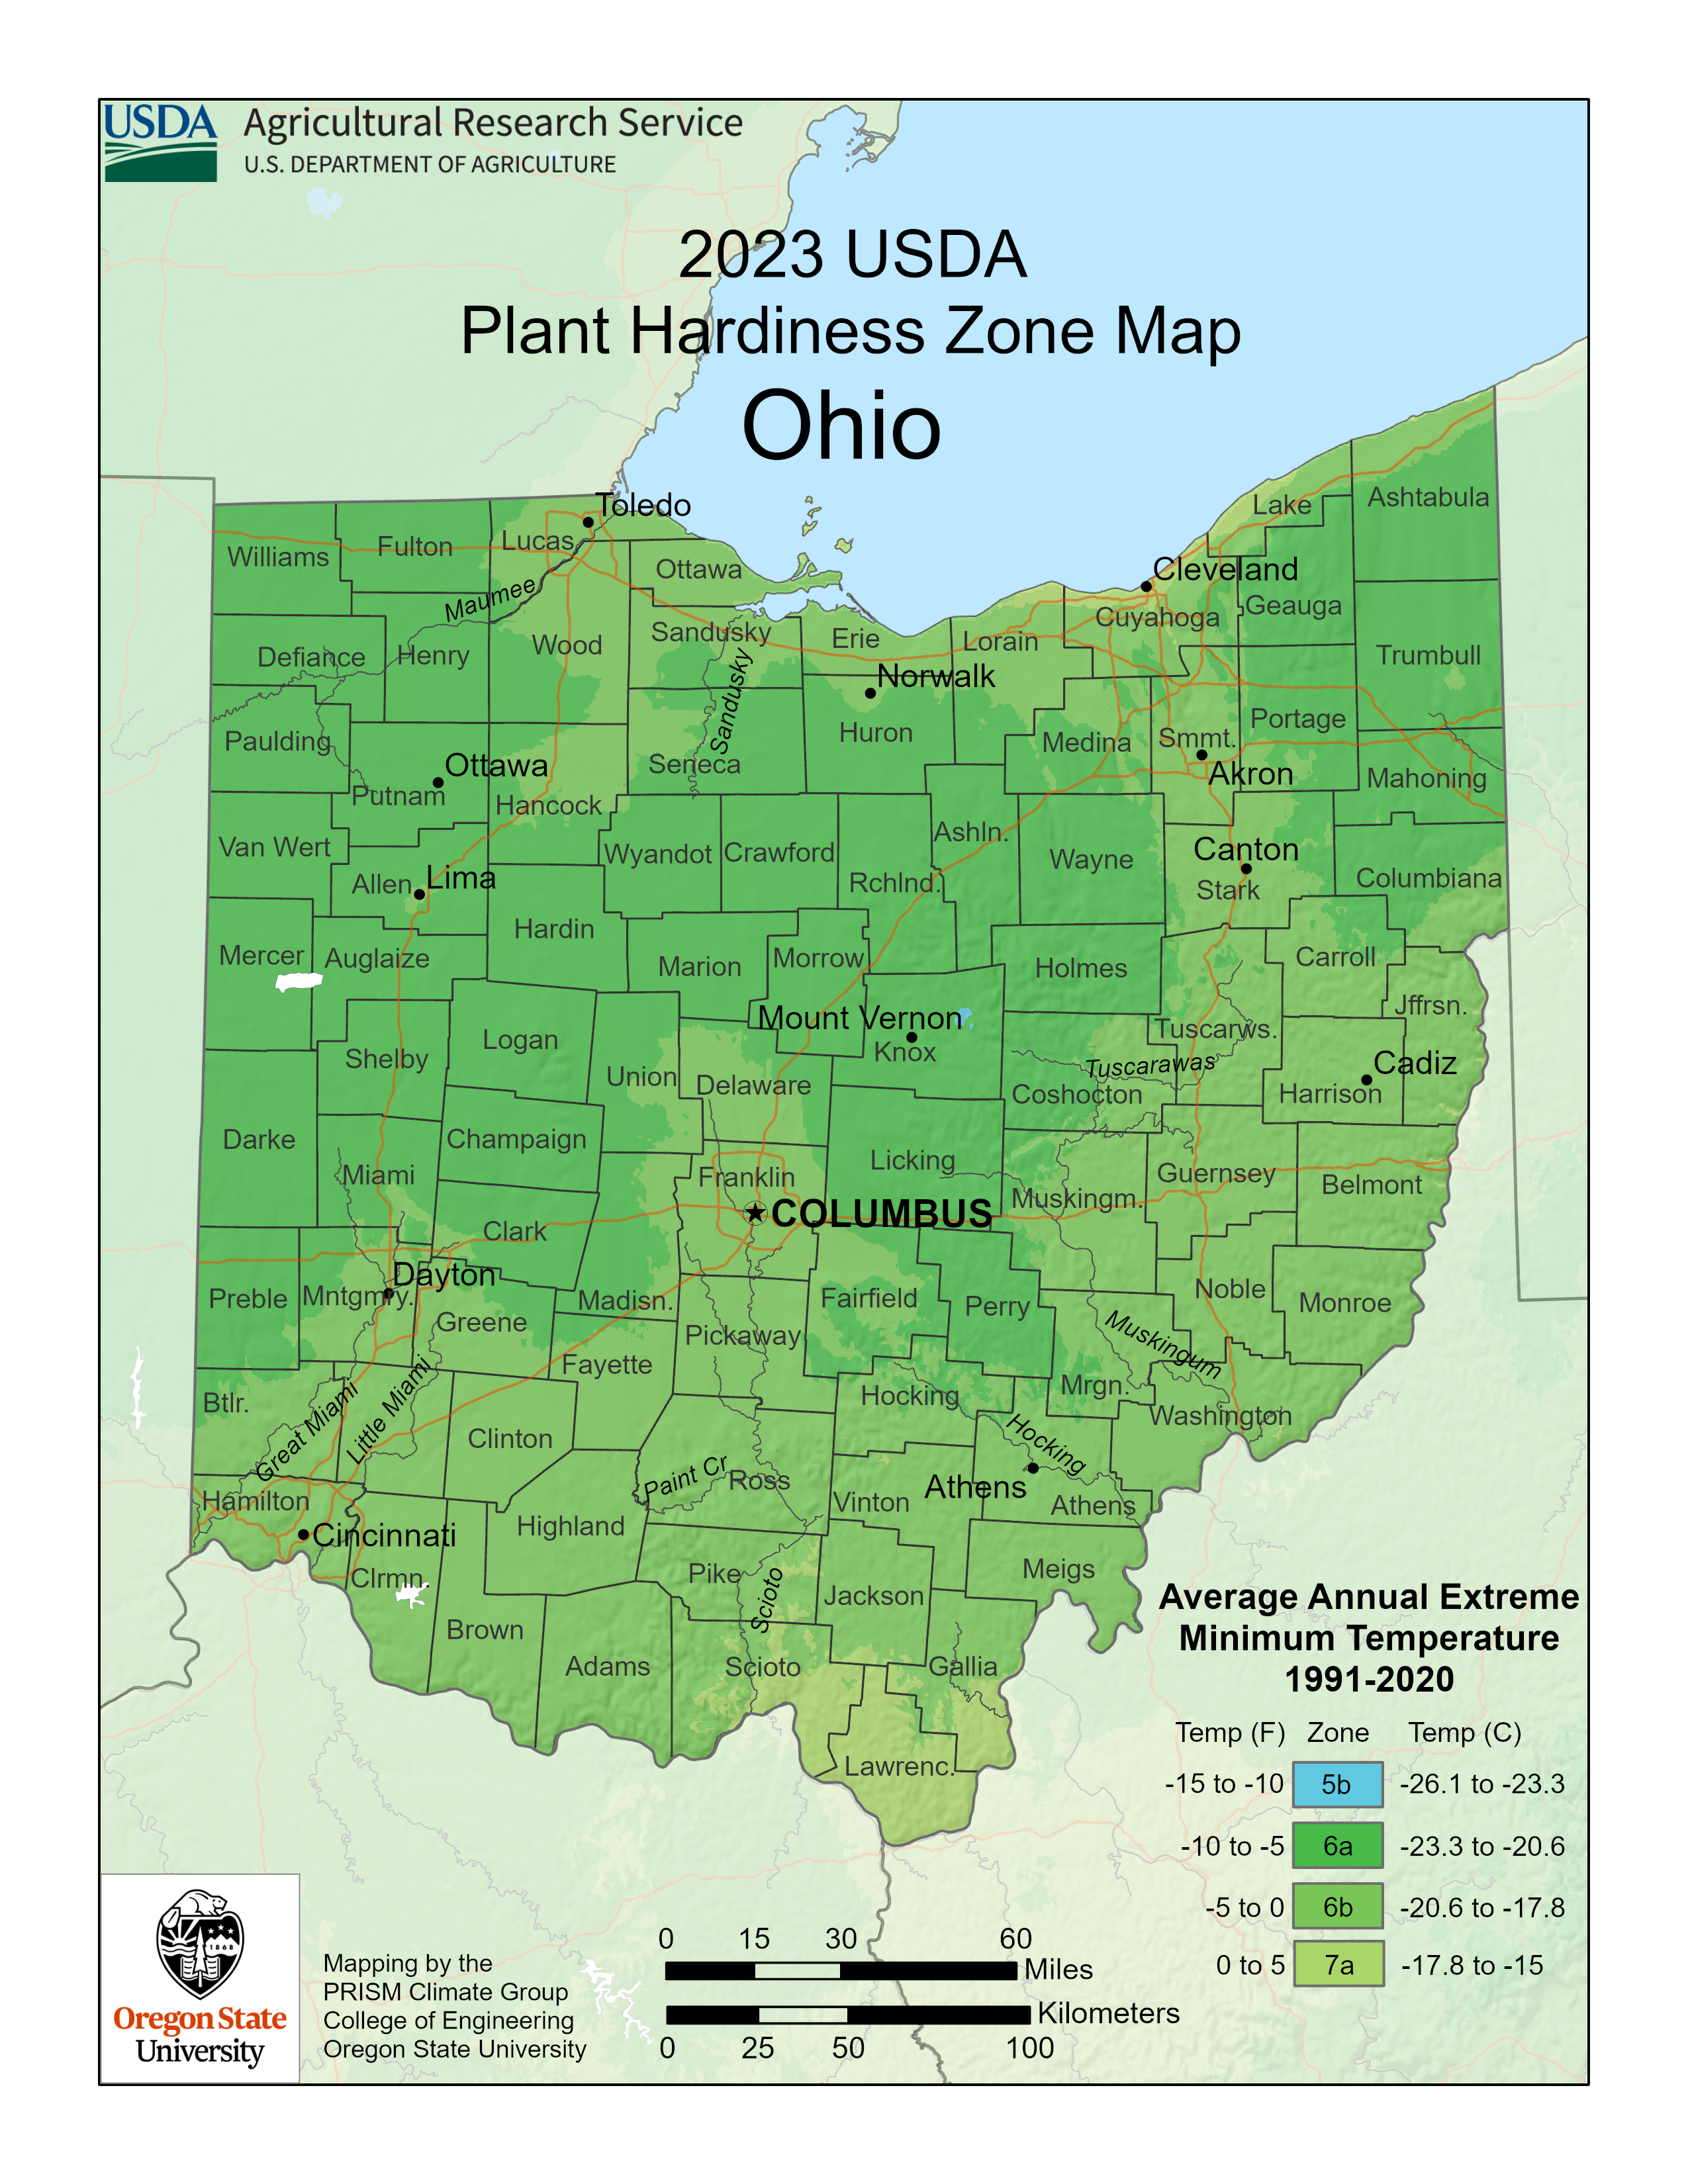 USDA
Agricultural Research Service
U.S. DEPARTMENT OF AGRICULTURE
2023 USDA
Plant Hardiness Zone Map
Ohio
Toledo
Williams
Fulton
Lucas
Ottawa
Lake
Ashtabula
Cleveland
Maumee
Cuyahoga
Geauga
Defiance
Henry
Wood
Sandusky
Erie
Lorain
Trumbull
Norwalk
Sandusky
Paulding
Huron
Medina
Smmt.
Portage
Ottawa
Putnam
Seneca
Akron
Mahoning
Hancock
Van Wert
Wyandot
Crawford
Ashln.
Wayne
Canton
Allen
Lima
Rchlnd.
Stark
Columbiana
Mercer
Auglaize
Hardin
Marion
Morrow
Holmes
Carroll
Jffrsn.
Mount Vernon
Knox
Tuscarws.
Shelby
Logan
Union
Delaware
Tuscarawas
Cadiz
Coshocton
Harrison
Darke
Champaign
Miami
Franklin
Licking
Guernsey
Belmont
Muskingm.
COLUMBUS
Clark
Dayton
Preble
Mntgmry.
Greene
Madisn.
Fairfield
Perry
Noble
Monroe
Pickaway
Muskingum
Fayette
Btlr.
Great Miami
Little Miami
Hocking
Mrgn.
Washington
Clinton
Hocking
Paint Cr
Ross
Athens
Hamilton
Vinton
Athens
Highland
Cincinnati
Clrmn.
Pike
Scioto
Jackson
Meigs
Brown
Adams
Scioto
Gallia
Lawrenc.
Average Annual Extreme
Minimum Temperature
1991-2020
Temp (F) Zone Temp (C)
-15 to -10 5b -26.1 to -23.3
-10 to -5 6a -23.3 to -20.6
-5 to 0 6b -20.6 to -17.8
0 to 5 7a -17.8 to -15
1868
Oregon State
University
Mapping by the
PRISM Climate Group
College of Engineering
Oregon State University
0 15 30 60
Miles
Kilometers
0 25 50 100